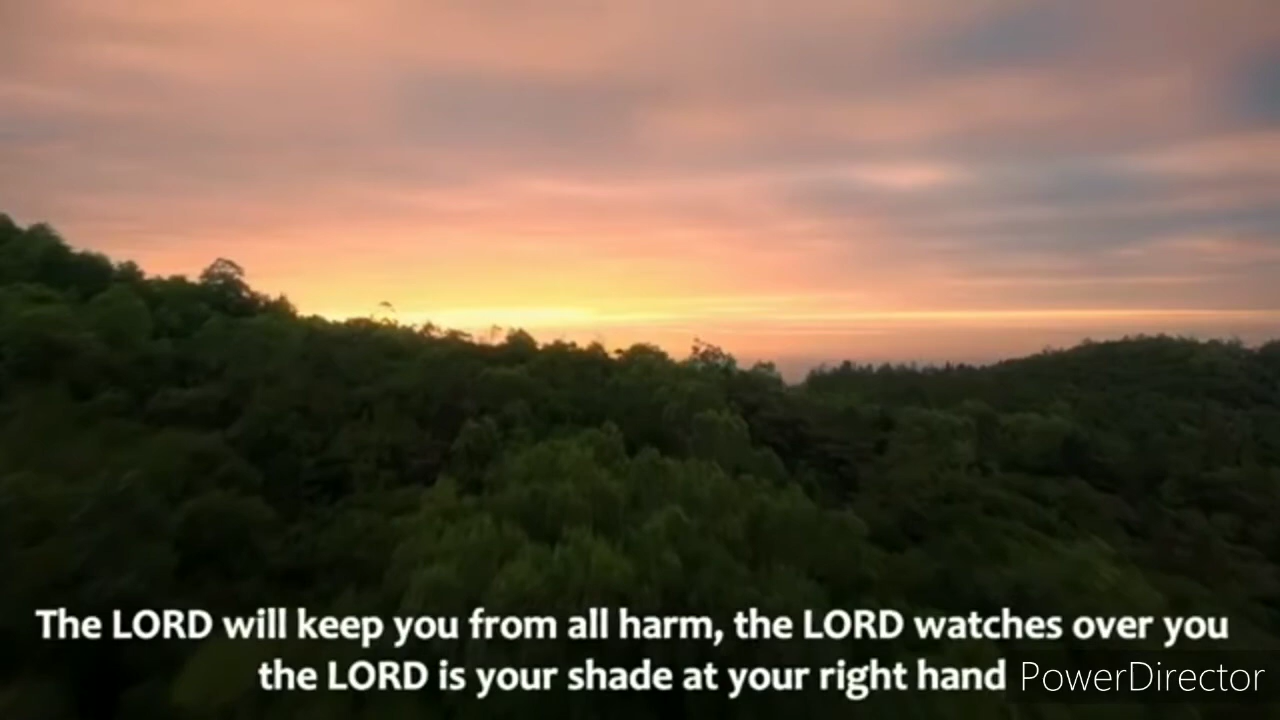 The LORD will keep you from all harm, the LORD watches over you
the LORD is your shade at your right hand
PowerDirector